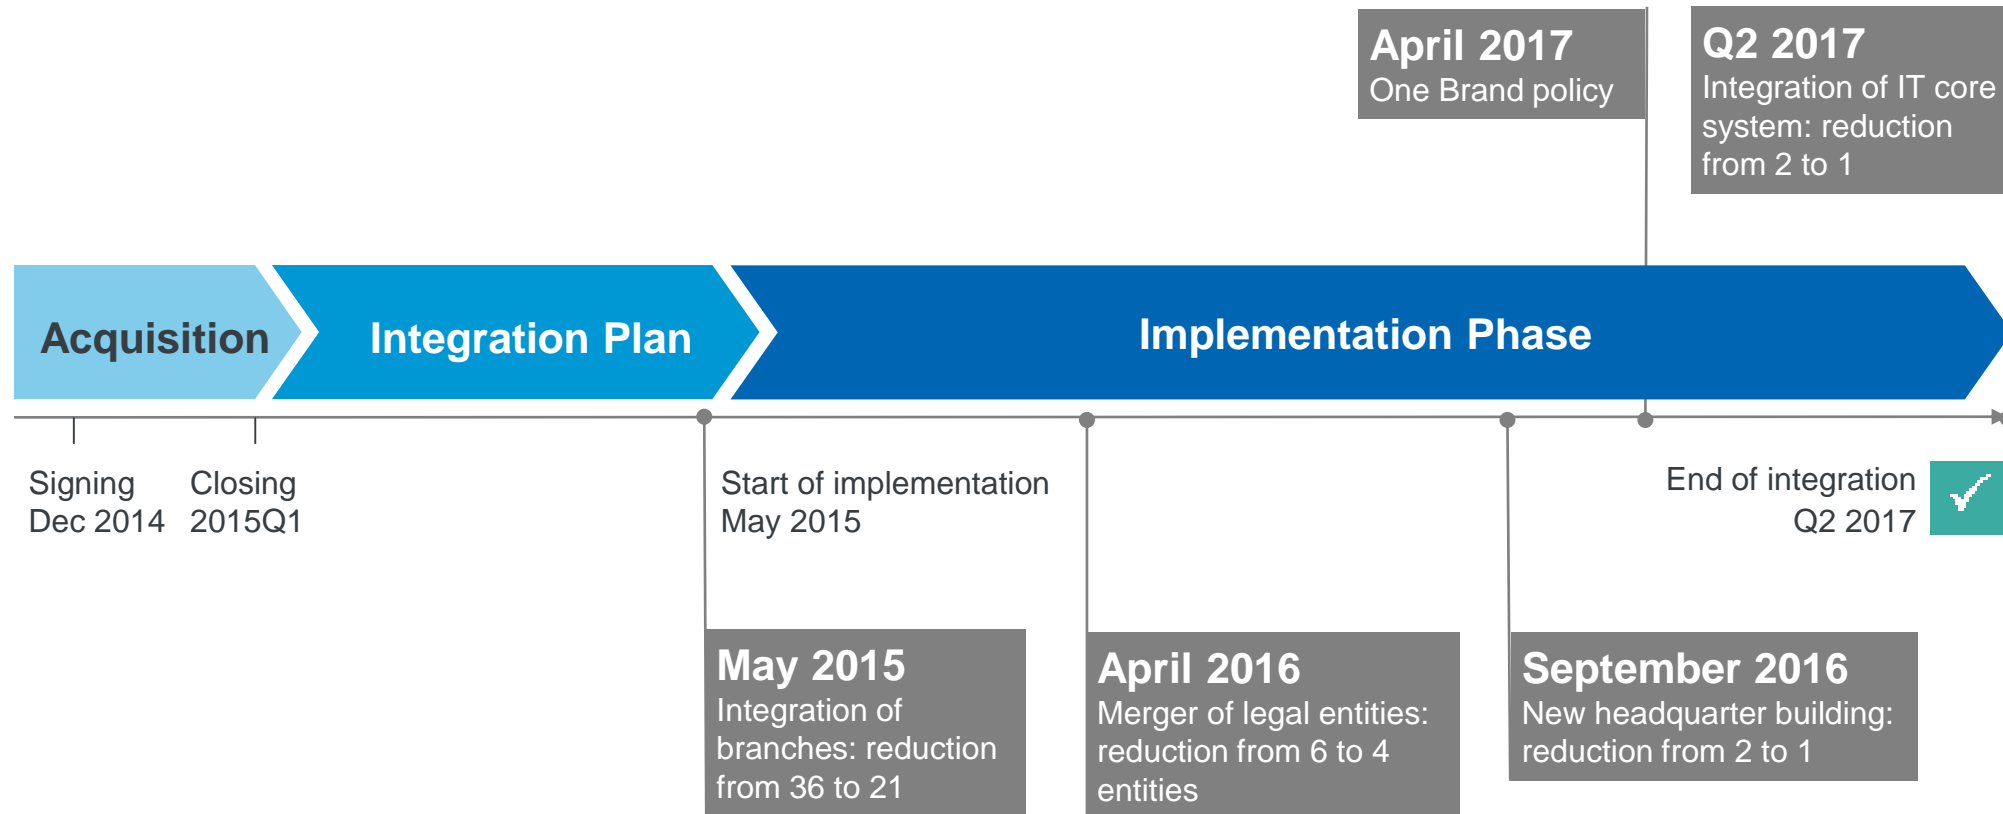 April 2017
One Brand policy
Q2 2017
Integration of IT core
system: reduction
from 2 to 1
Acquisition
Integration Plan
Implementation Phase
Signing
Dec 2014
Closing
2015Q1
Start of implementation
May 2015
End of integration
Q2 2017
May 2015
Integration of
branches: reduction
from 36 to 21
April 2016
Merger of legal entities:
reduction from 6 to 4
entities
September 2016
New headquarter building:
reduction from 2 to 1